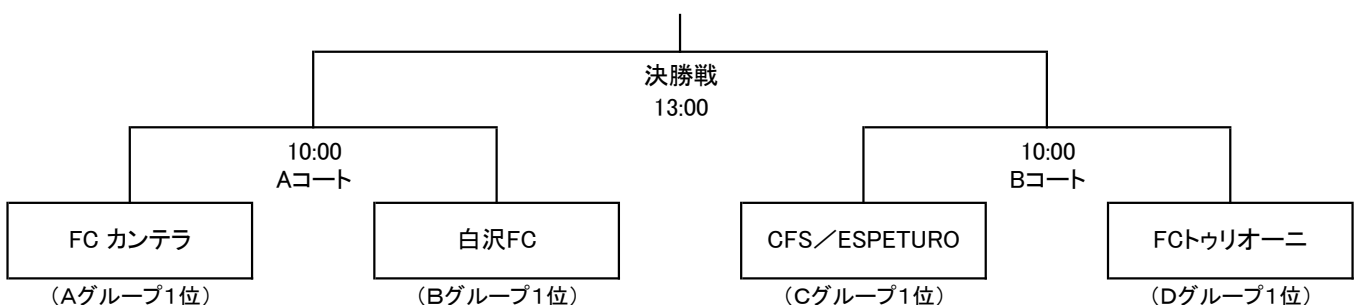 決勝戦
13:00
10:00
Aコート
10:00
Bコート
FC カンテラ
白沢FC
CFS／ESPETURO
FCトゥリオーニ
（Aグループ1位）
（Bグループ1位）
（Cグループ1位）
（Dグループ1位）